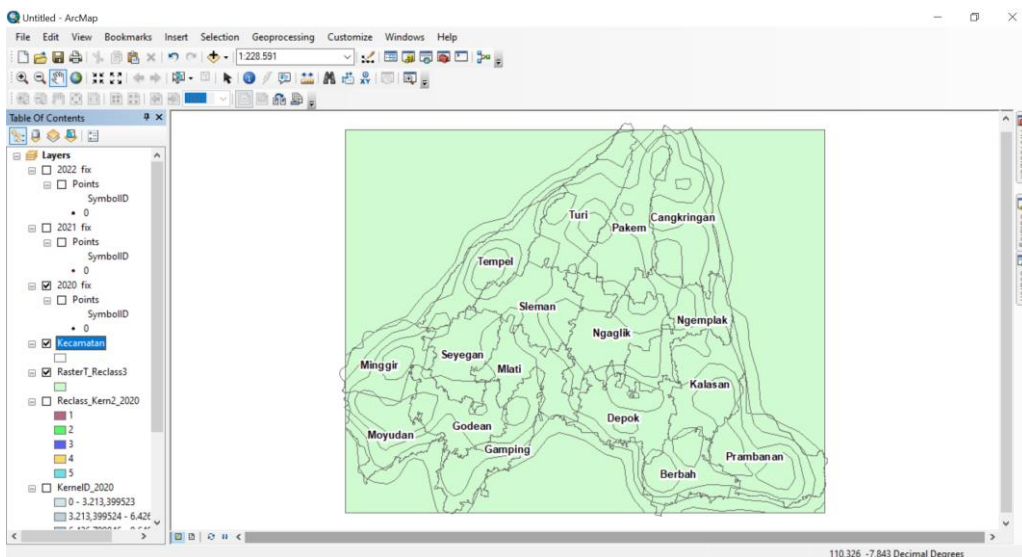 Untitled - ArcMap
File Edit View Bookmarks Insert Selection Geoprocessing Customize Windows Help
1:228.591
Table Of Contents
Layers
2022 fix
Points
SymbolID
0
2021 fix
Points
SymbolID
0
2020 fix
Points
SymbolID
0
Kecamatan
RasterT_Reclass3
Reclass_Kern2_2020
1
2
3
4
5
KernelD_2020
0 - 3.213,399523
3.213,399524 - 6.426
Turi
Pakem
Cangkringan
Tempel
Sleman
Ngaglik
Ngemplak
Seyegan
Minggir
Mlati
Kalasan
Depok
Godean
Moyudan
Gamping
Prambanan
Berbah
110,326 -7,843 Decimal Degrees